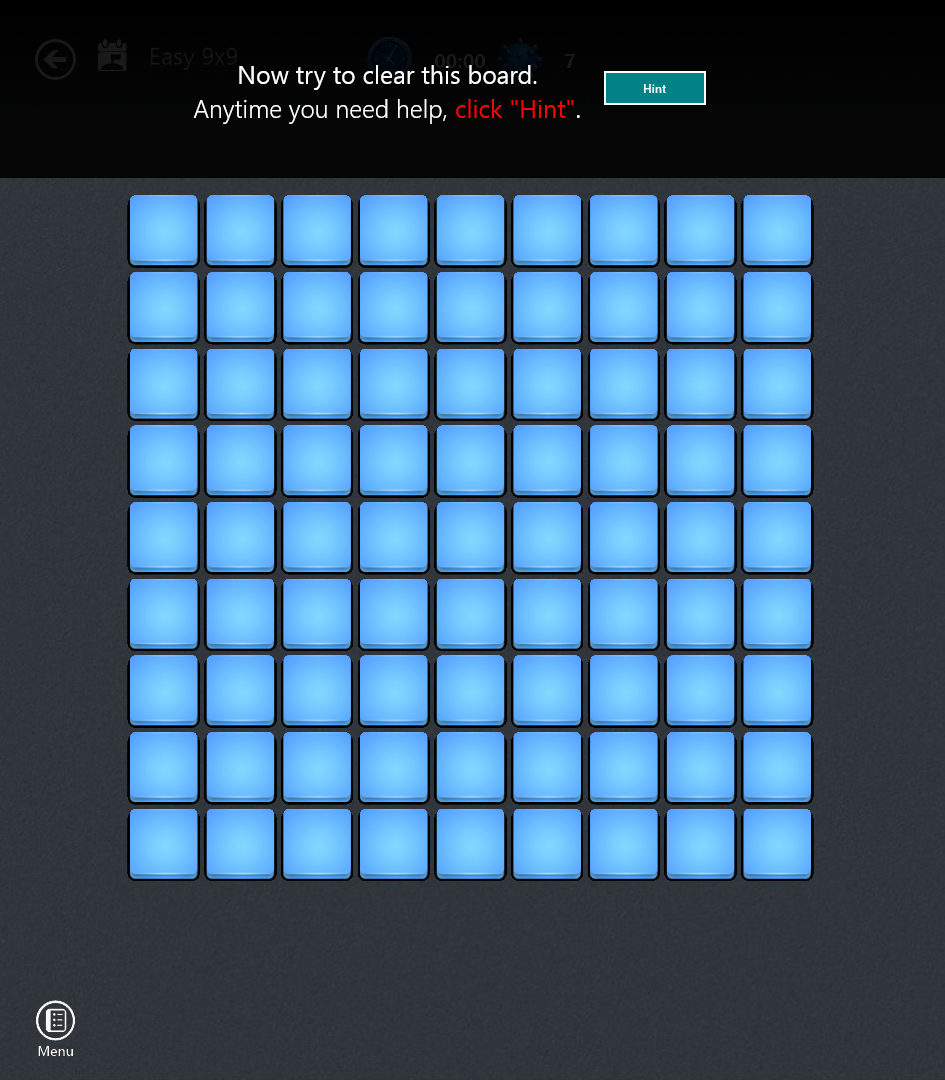 Easy 9x9
00:00
7
Now try to clear this board.
Anytime you need help, click "Hint".
Hint
Menu